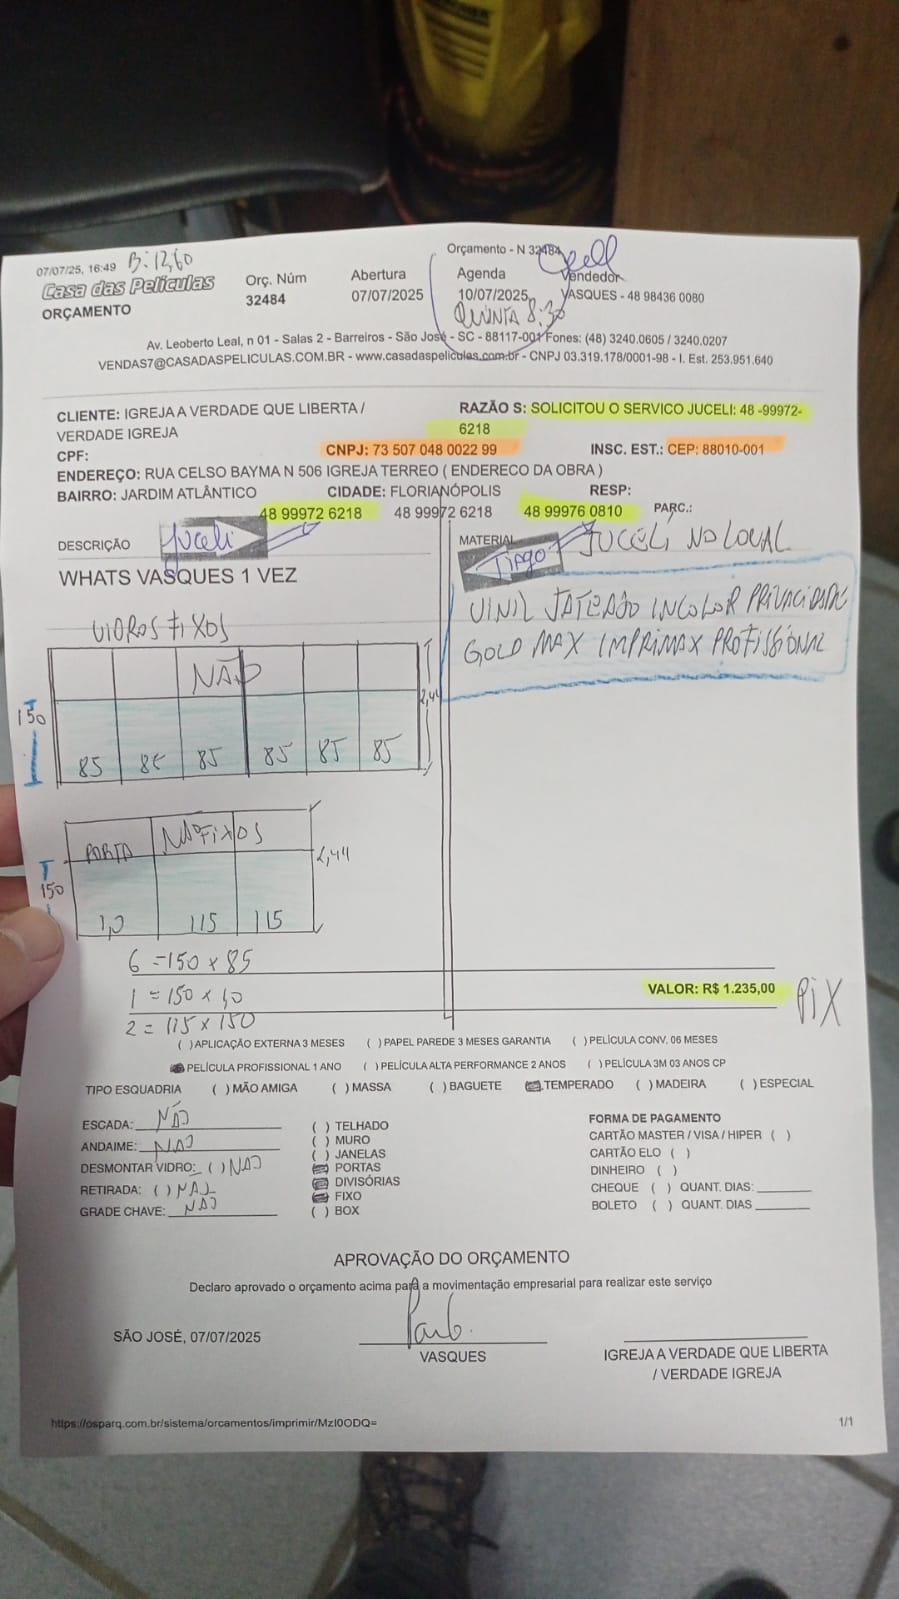 07/07/25, 16:49 B: 12,60
Orçamento - N 32484
Casa das Películas
ORÇAMENTO
Orç. Núm
32484
Abertura
07/07/2025
Agenda
10/07/2025
QUINTA 8:30
Vendedor
VASQUES - 48 98436 0080
Av. Leoberto Leal, n 01 - Salas 2 - Barreiros - São José - SC - 88117-001 Fones: (48) 3240.0605 / 3240.0207
VENDAS7@CASADASPELICULAS.COM.BR - www.casadaspeliculas.com.br - CNPJ 03.319.178/0001-98 - I. Est. 253.951.640
CLIENTE: IGREJA A VERDADE QUE LIBERTA /
VERDADE IGREJA
RAZÃO S: SOLICITOU O SERVICO JUCELI: 48 -99972-
6218
CPF:
CNPJ: 73 507 048 0022 99
INSC. EST.: CEP: 88010-001
ENDEREÇO: RUA CELSO BAYMA N 506 IGREJA TERREO ( ENDERECO DA OBRA )
BAIRRO: JARDIM ATLÂNTICO
CIDADE: FLORIANÓPOLIS
RESP:
48 99972 6218
48 99972 6218
48 99976 0810
PARC.:
DESCRIÇÃO
Juceli
MATERIAL
TIAGO
JUCELI NO LOCAL
WHATS VASQUES 1 VEZ
VINIL JATEADO INCOLOR PRIVACIDADE
GOLD MAX IMPRIMAX PROFISSIONAL
VIDROS FIXOS
NÃO
2,44
150
85 85 85 85 85 85
PORTA NÃO FIXOS
2,44
150
1,0 115 115
6 = 150 x 85
1 = 150 x 1,0
2 = 115 x 150
VALOR: R$ 1.235,00
PIX
( ) APLICAÇÃO EXTERNA 3 MESES ( ) PAPEL PAREDE 3 MESES GARANTIA ( ) PELÍCULA CONV. 06 MESES
PELÍCULA PROFISSIONAL 1 ANO ( ) PELÍCULA ALTA PERFORMANCE 2 ANOS ( ) PELÍCULA 3M 03 ANOS CP
TIPO ESQUADRIA ( ) MÃO AMIGA ( ) MASSA ( ) BAGUETE TEMPERADO ( ) MADEIRA ( ) ESPECIAL
ESCADA: NÃO
ANDAIME: NÃO
DESMONTAR VIDRO: ( ) NÃO
RETIRADA: ( ) NÃO
GRADE CHAVE: NÃO
( ) TELHADO
( ) MURO
( ) JANELAS
PORTAS
DIVISÓRIAS
FIXO
( ) BOX
FORMA DE PAGAMENTO
CARTÃO MASTER / VISA / HIPER ( )
CARTÃO ELO ( )
DINHEIRO ( )
CHEQUE ( ) QUANT. DIAS:
BOLETO ( ) QUANT. DIAS
APROVAÇÃO DO ORÇAMENTO
Declaro aprovado o orçamento acima para a movimentação empresarial para realizar este serviço
SÃO JOSÉ, 07/07/2025
VASQUES
IGREJA A VERDADE QUE LIBERTA
/ VERDADE IGREJA
https://osparq.com.br/sistema/orcamentos/imprimir/MzI0ODQ=
1/1